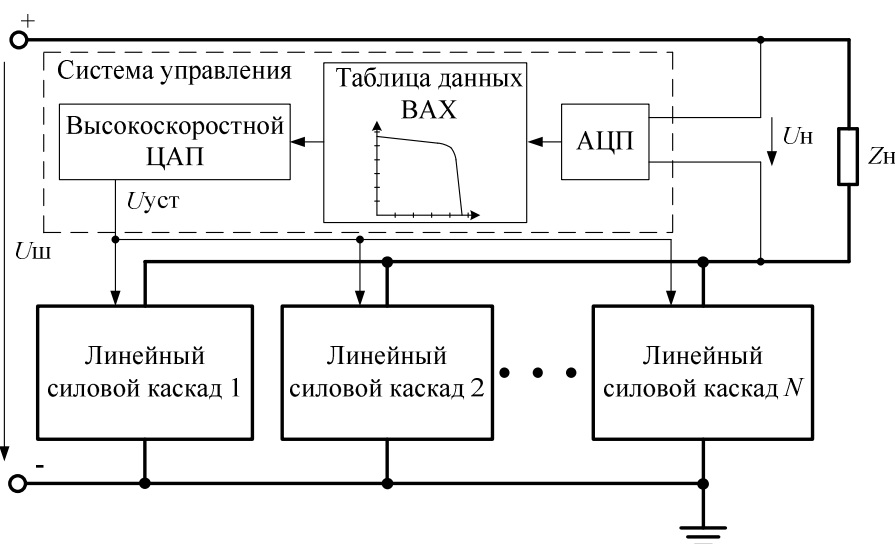 +
Система управления
Таблица данных
ВАХ
Высокоскоростной
ЦАП
АЦП
Uн
Zн
Uуст
Uш
Линейный
силовой каскад 1
Линейный
силовой каскад 2
• • •
Линейный
силовой каскад N
-